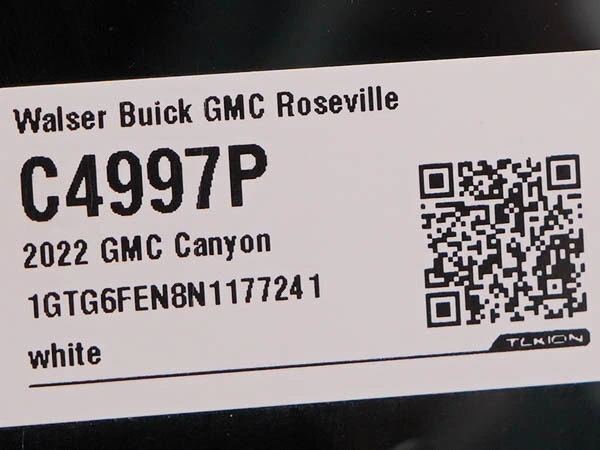 Walser Buick GMC Roseville
C4997P
2022 GMC Canyon
1GTG6FEN8N1177241
white
TEKION